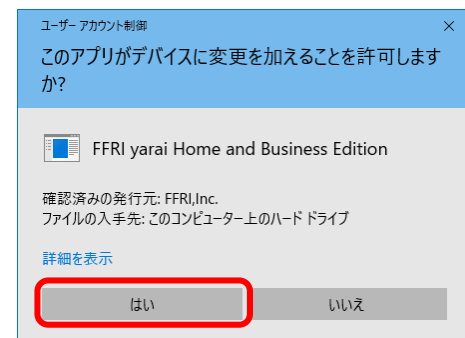 ユーザー アカウント制御
このアプリがデバイスに変更を加えることを許可します
か?
FFRI yarai Home and Business Edition
確認済みの発行元: FFRI,Inc.
ファイルの入手先: このコンピューター上のハード ドライブ
詳細を表示
はい
いいえ